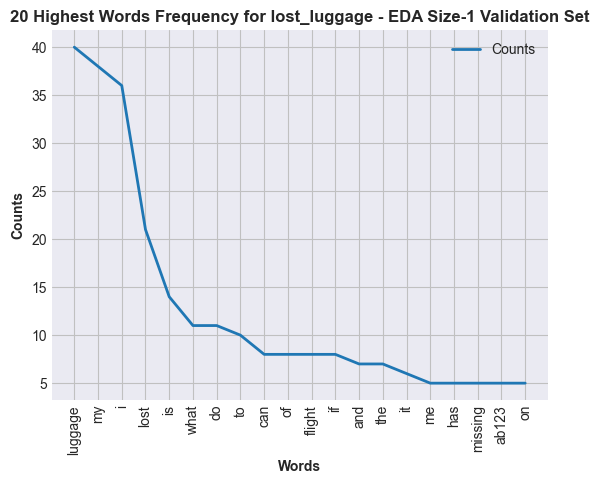 20 Highest Words Frequency for lost_luggage - EDA Size-1 Validation Set
Counts
40
35
30
25
20
15
10
5
Counts
luggage
my
i
lost
is
what
do
to
can
of
flight
if
and
the
it
me
has
missing
ab123
on
Words